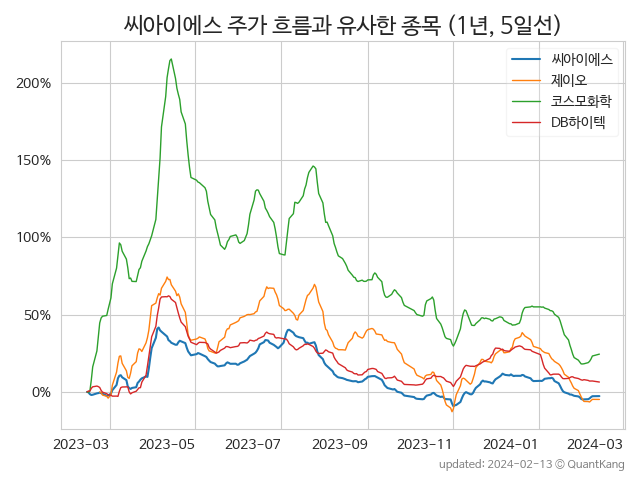 씨아이에스 주가 흐름과 유사한 종목 (1년, 5일선)
씨아이에스
제이오
코스모화학
DB하이텍
200%
150%
100%
50%
0%
2023-03 2023-05 2023-07 2023-09 2023-11 2024-01 2024-03
updated: 2024-02-13 © QuantKang